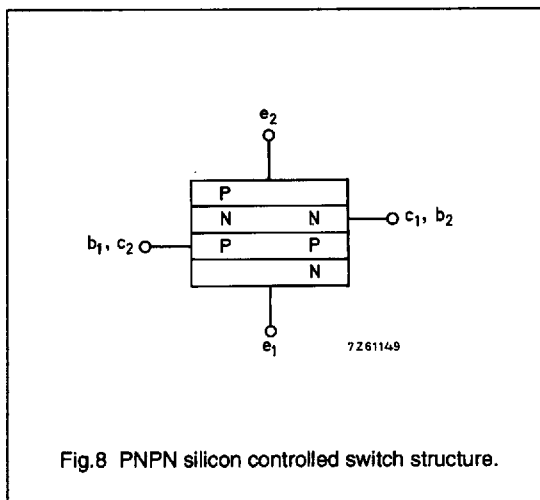 e2
P
N N c1, b2
b1, c2 P P
N
e1
7Z61149
Fig.8 PNPN silicon controlled switch structure.